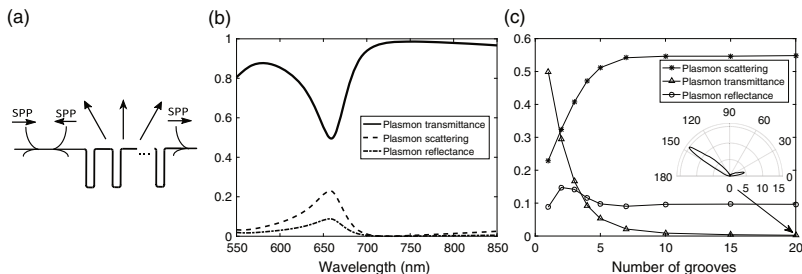 (a)
SPP
SPP
SPP
...
(b)
1
0.8
0.6
0.4
0.2
0
550
600
650
700
750
800
850
Wavelength (nm)
Plasmon transmittance
Plasmon scattering
Plasmon reflectance
(c)
0.6
0.5
0.4
0.3
0.2
0.1
0
0
5
10
15
20
Number of grooves
Plasmon scattering
Plasmon transmittance
Plasmon reflectance
90
120
60
150
30
180
0
0 5 10 15